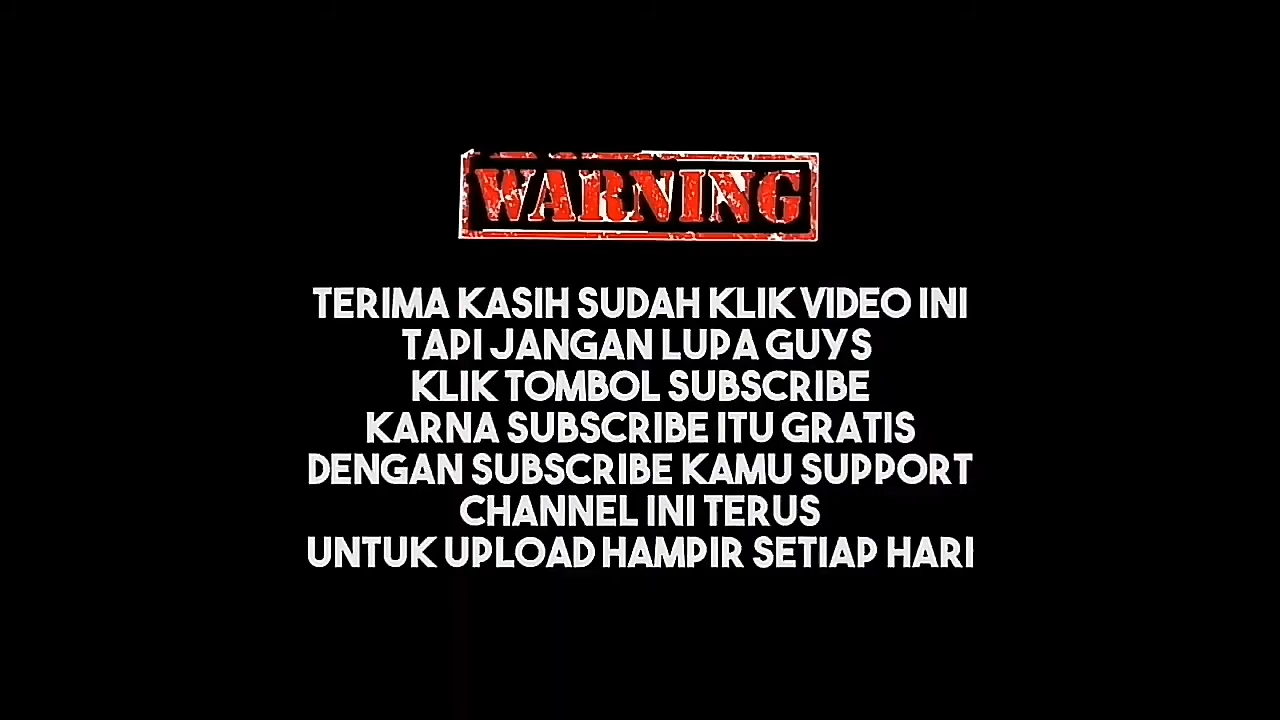 WARNING
TERIMA KASIH SUDAH KLIK VIDEO INI
TAPI JANGAN LUPA GUYS
KLIK TOMBOL SUBSCRIBE
KARNA SUBSCRIBE ITU GRATIS
DENGAN SUBSCRIBE KAMU SUPPORT
CHANNEL INI TERUS
UNTUK UPLOAD HAMPIR SETIAP HARI